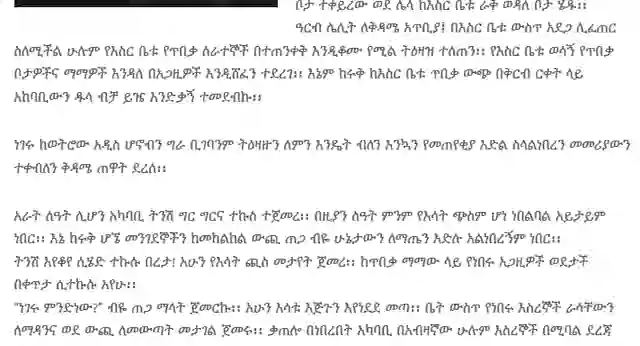 ቦታ ተቀይረው ወደ ሌላ ከእስር ቤቱ ራቅ ወዳለ ቦታ ሄዱ፡፡
ዓርብ ሌሊት ለቅዳሜ አጥቢያ፤ በእስር ቤቱ ውስጥ አደጋ ሊፈጠር
ስለሚችል ሁሉም የእስር ቤቱ የጥበቃ ሰራተኞች በተጠንቀቅ እንዲቆሙ የሚል ትዕዛዝ ተሰጠን፡፡ የእስር ቤቱ ወሳኝ የጥበቃ
ቦታዎችና ማማዎች እንዳለ በአጋዚዎች እንዲሸፈን ተደረገ፡፡ እኔም ከሩቅ ከእስር ቤቱ ጥበቃ ውጭ በቅርብ ርቀት ላይ
አከባቢውን ዱላ ብቻ ይዤ እንድቃኝ ተመደብኩ፡፡
ነገሩ ከወትሮው አዲስ ሆኖብን ግራ ቢገባንም ትዕዛዙን ለምን እንዴት ብለን እንኳን የመጠየቂያ እድል ስላልነበረን መመሪያውን
ተቀብለን ቅዳሜ ጠዋት ደረሰ፡፡
አራት ሰዓት ሊሆን አካባቢ ትንሽ ግር ግርና ተኩስ ተጀመረ፡፡ በዚያን ሰዓት ምንም የእሳት ጭስም ሆነ ነበልባል አይታይም
ነበር፡፡ እኔ ከሩቅ ሆኜ መንገደኞችን ከመከልከል ውጪ ጠጋ ብዬ ሁኔታውን ለማጤን እድሉ አልነበረኝም ነበር፡፡
ትንሽ እየቆየ ሲሄድ ተኩሱ በረታ፤ አሁን የእሳት ጪስ መታየት ጀመረ፡፡ ከጥበቃ ማማው ላይ የነበሩ አጋዚዎች ወደታች
በቀጥታ ሲተኩሱ አየሁ፡፡
"ነገሩ ምንድነው?" ብዬ ጠጋ ማላት ጀመርኩ፡፡ አሁን እሳቱ እጅጉን እየነደደ መጣ፡፡ ቤት ውስጥ የነበሩ እስረኞች ራሳቸውን
ለማዳንና ወደ ውጪ ለመውጣት መታገል ጀመሩ፡፡ ቃጠሎ በነበረበት አካባቢ በአብዛኛው ሁሉም እስረኞች በሚባል ደረጃ